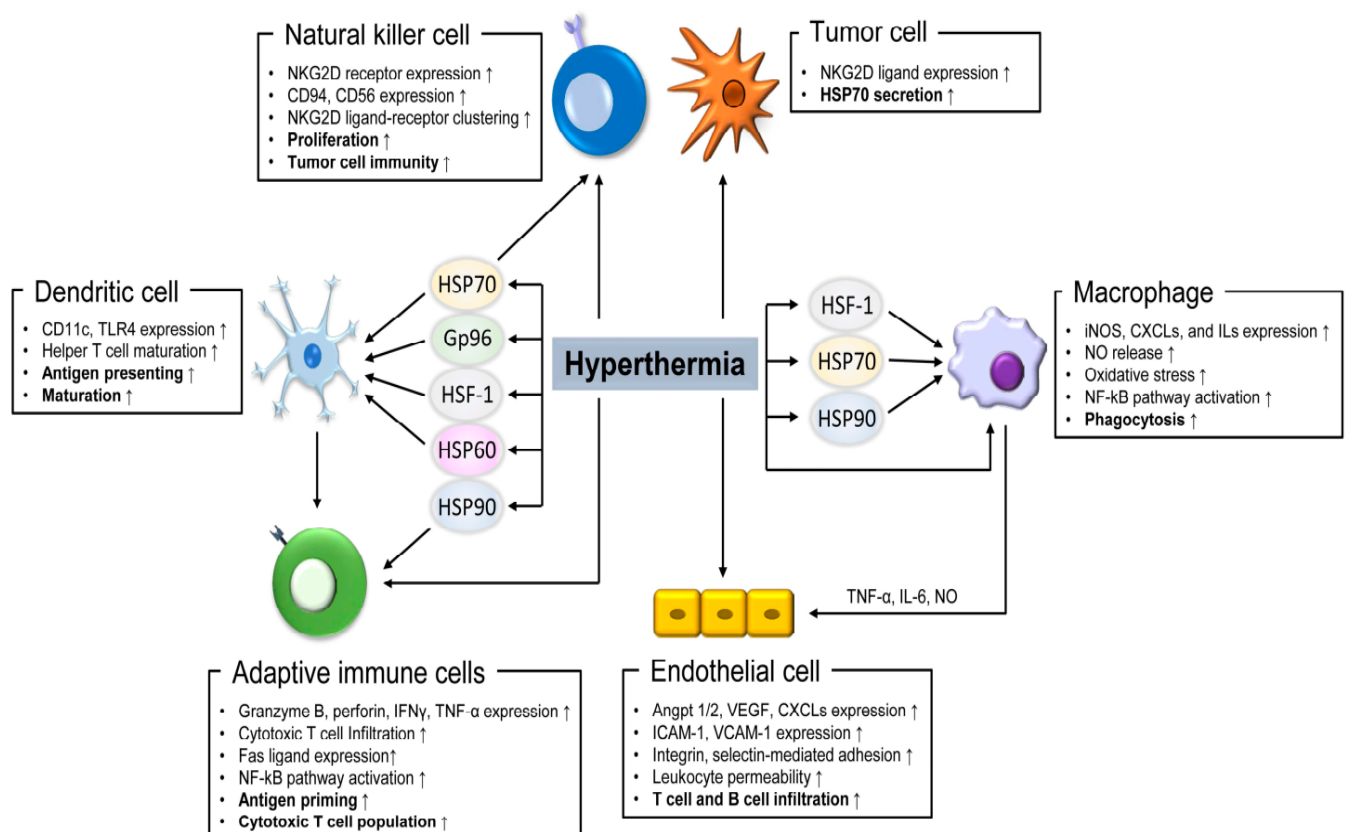 Natural killer cell
• NKG2D receptor expression ↑
• CD94, CD56 expression ↑
• NKG2D ligand-receptor clustering ↑
• Proliferation ↑
• Tumor cell immunity ↑
Tumor cell
• NKG2D ligand expression ↑
• HSP70 secretion ↑
Dendritic cell
• CD11c, TLR4 expression ↑
• Helper T cell maturation ↑
• Antigen presenting ↑
• Maturation ↑
HSP70
Gp96
HSF-1
HSP60
HSP90
Hyperthermia
HSF-1
HSP70
HSP90
Macrophage
• iNOS, CXCLs, and ILs expression ↑
• NO release ↑
• Oxidative stress ↑
• NF-kB pathway activation ↑
• Phagocytosis ↑
TNF-α, IL-6, NO
Adaptive immune cells
• Granzyme B, perforin, IFNγ, TNF-α expression ↑
• Cytotoxic T cell Infiltration ↑
• Fas ligand expression↑
• NF-kB pathway activation ↑
• Antigen priming ↑
• Cytotoxic T cell population ↑
Endothelial cell
• Angpt 1/2, VEGF, CXCLs expression ↑
• ICAM-1, VCAM-1 expression ↑
• Integrin, selectin-mediated adhesion ↑
• Leukocyte permeability ↑
• T cell and B cell infiltration ↑